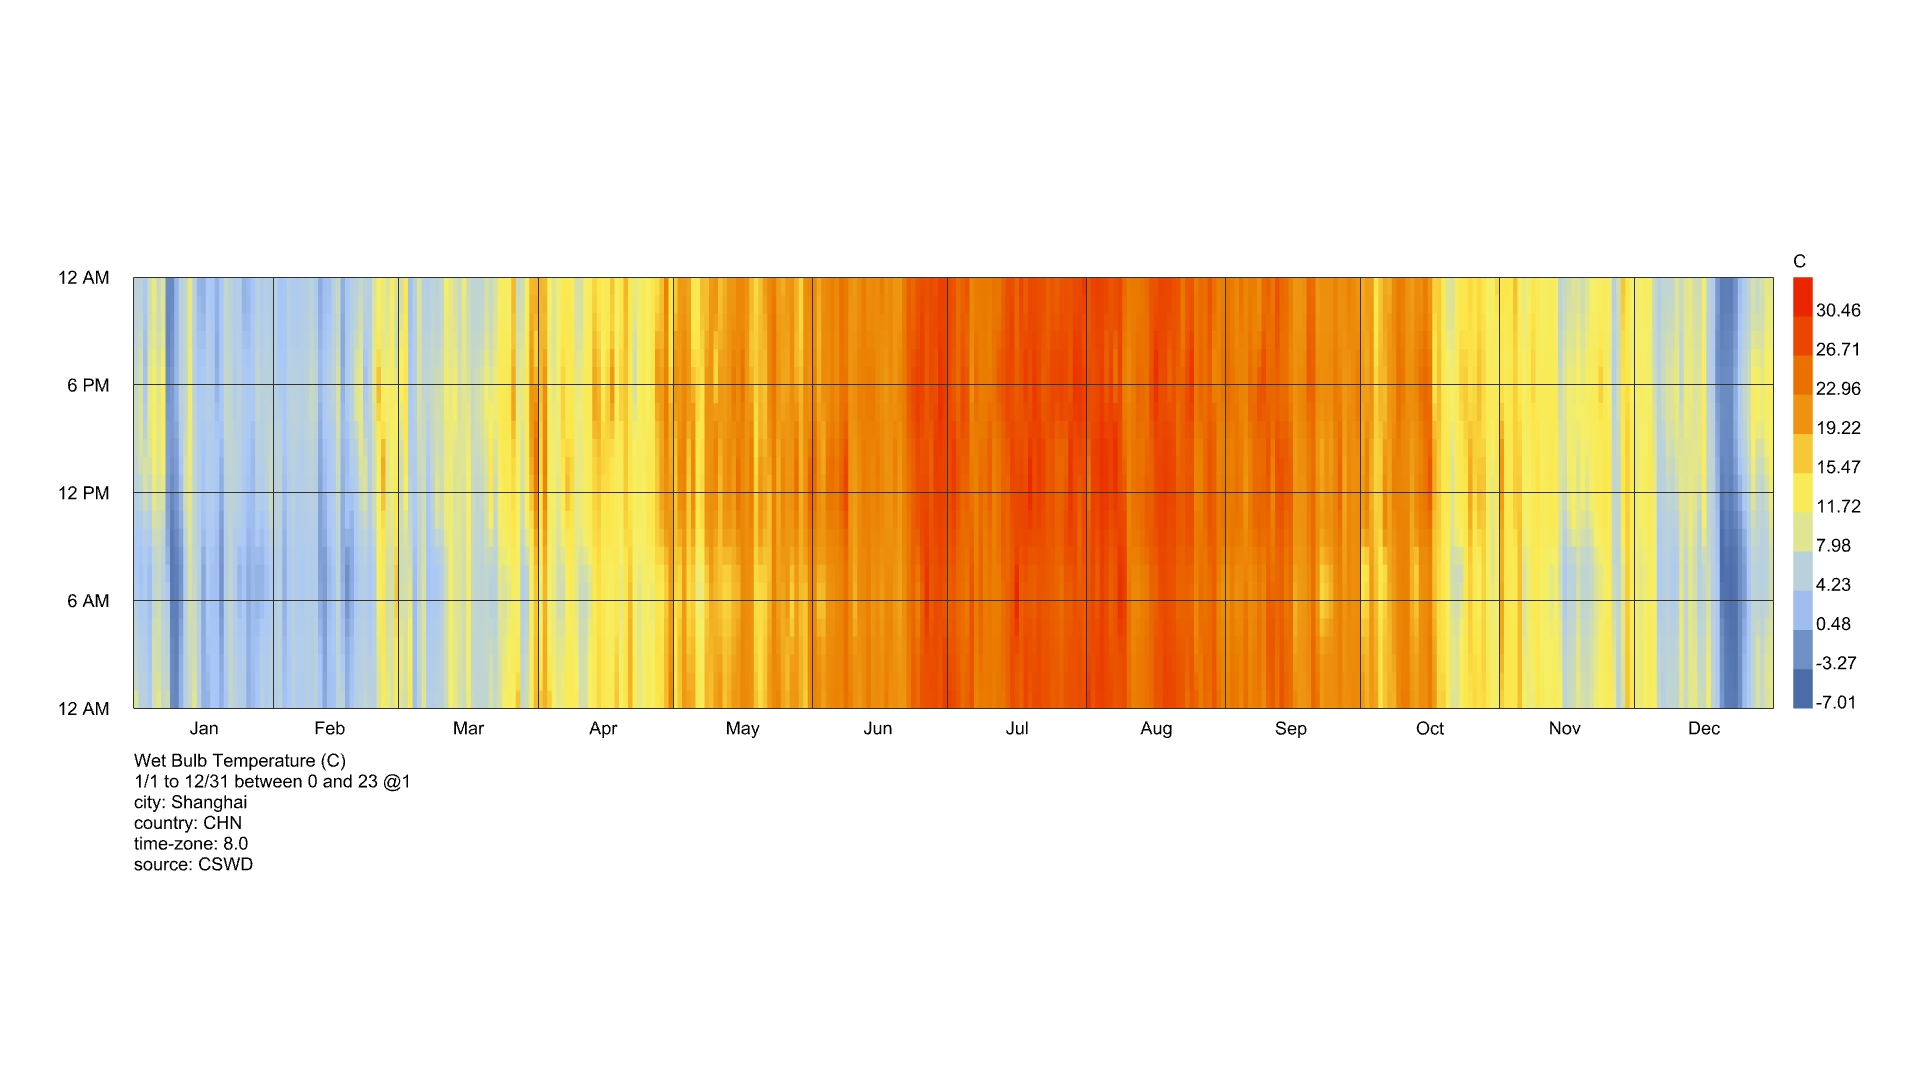 C
12 AM
30.46
26.71
6 PM
22.96
19.22
15.47
12 PM
11.72
7.98
4.23
6 AM
0.48
-3.27
-7.01
12 AM
Jan Feb Mar Apr May Jun Jul Aug Sep Oct Nov Dec
Wet Bulb Temperature (C)
1/1 to 12/31 between 0 and 23 @1
city: Shanghai
country: CHN
time-zone: 8.0
source: CSWD